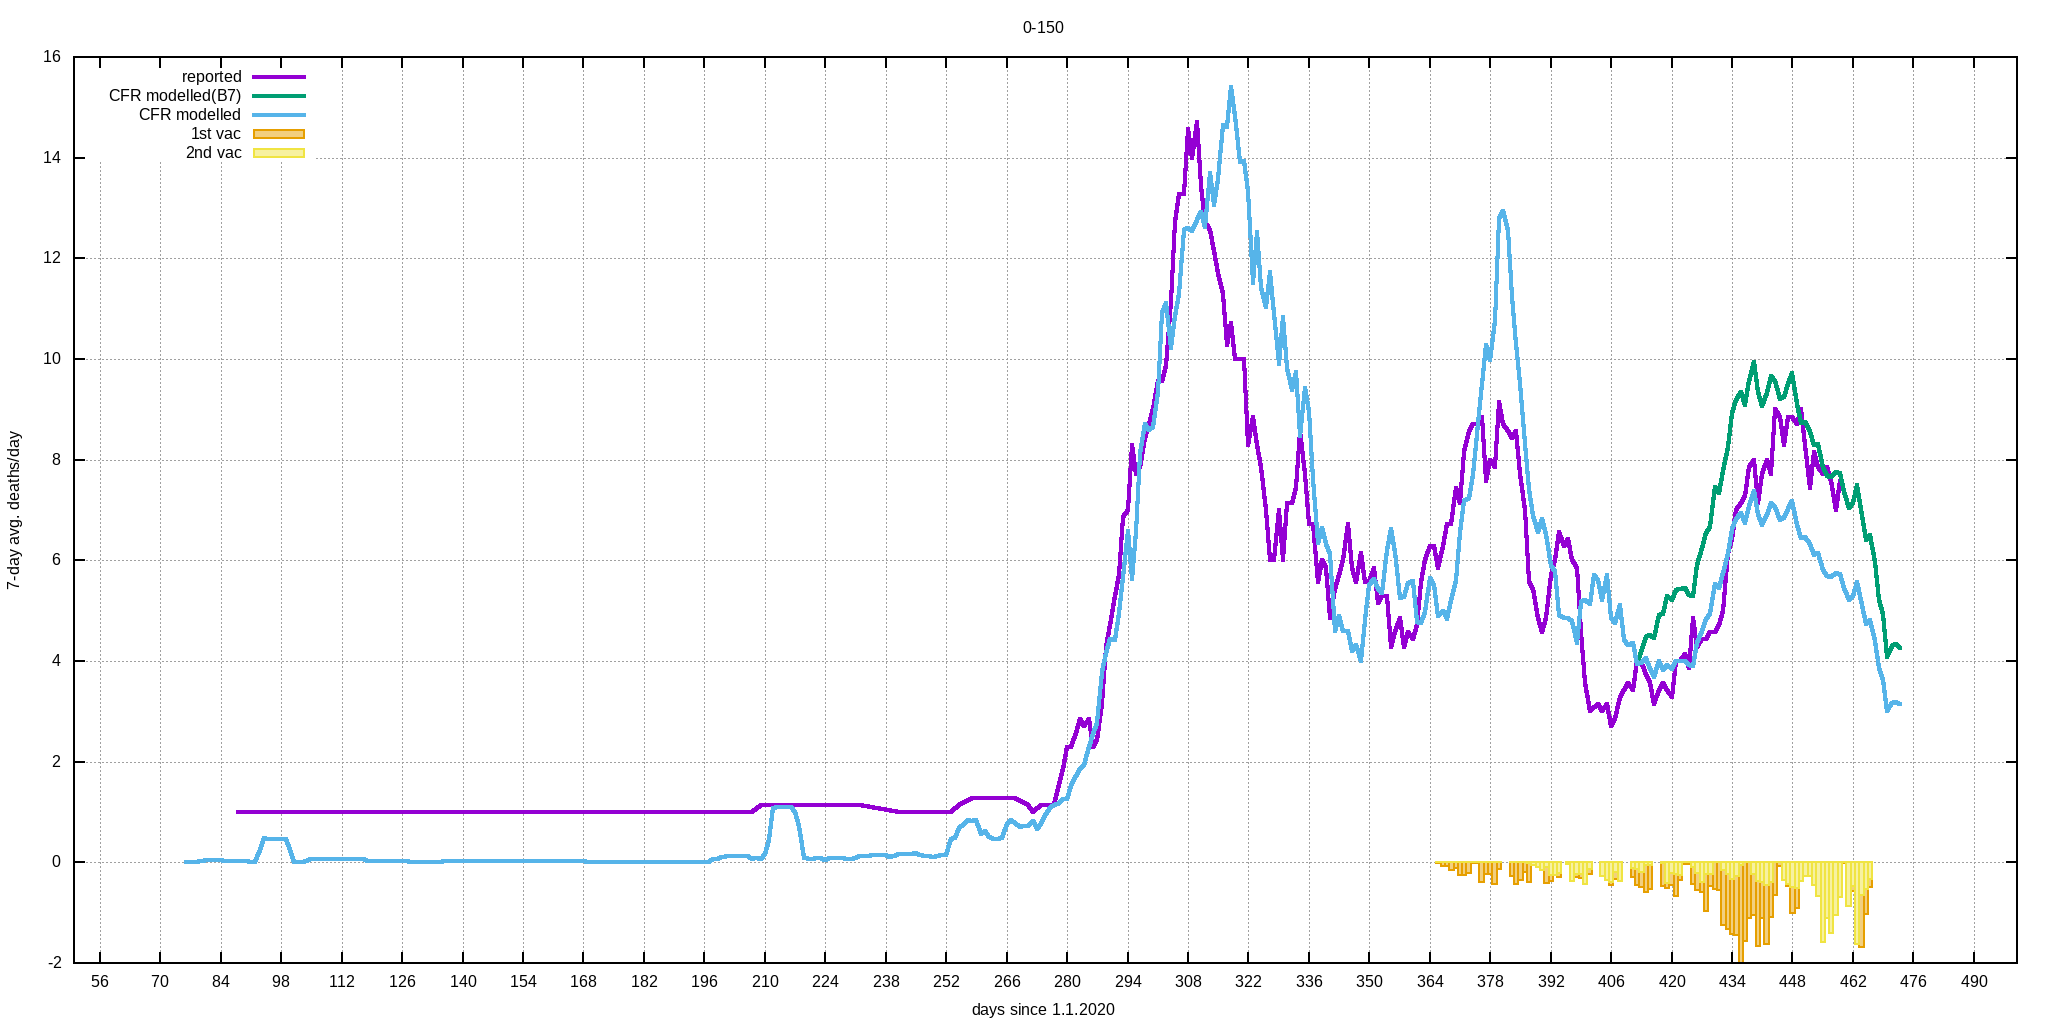 0-150
16
14
12
10
8
6
4
2
0
-2
7-day avg. deaths/day
reported
CFR modelled(B7)
CFR modelled
1st vac
2nd vac
56 70 84 98 112 126 140 154 168 182 196 210 224 238 252 266 280 294 308 322 336 350 364 378 392 406 420 434 448 462 476 490
days since 1.1.2020